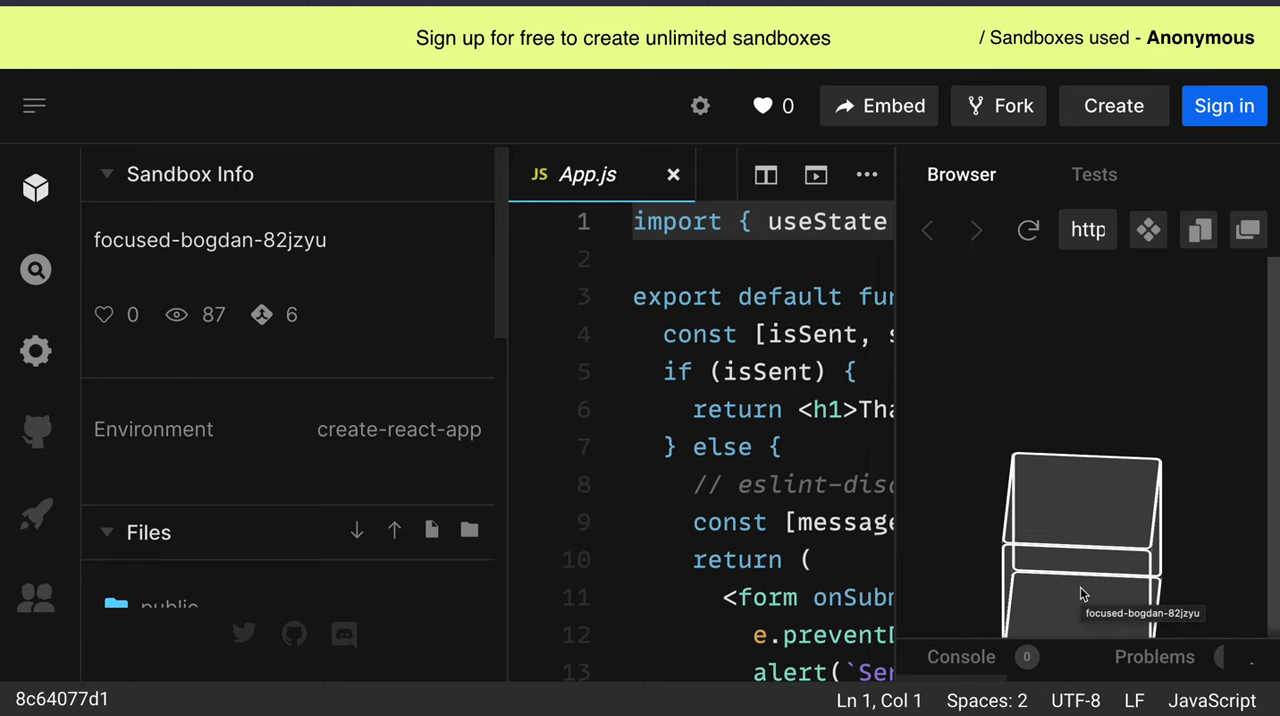 Sign up for free to create unlimited sandboxes
/ Sandboxes used - Anonymous
0
Embed
Fork
Create
Sign in
Sandbox Info
focused-bogdan-82jzyu
0
87
6
Environment
create-react-app
Files
public
JS App.js
1 import { useState
2
3 export default fun
4 const [isSent, s
5 if (isSent) {
6 return <h1>Tha
7 } else {
8 // eslint-disa
9 const [message
10 return (
11 <form onSubm
12 e.preventD
13 alert(`Sen
Browser
Tests
http
focused-bogdan-82jzyu
Console 0
Problems
8c64077d1
Ln 1, Col 1
Spaces: 2
UTF-8
LF
JavaScript